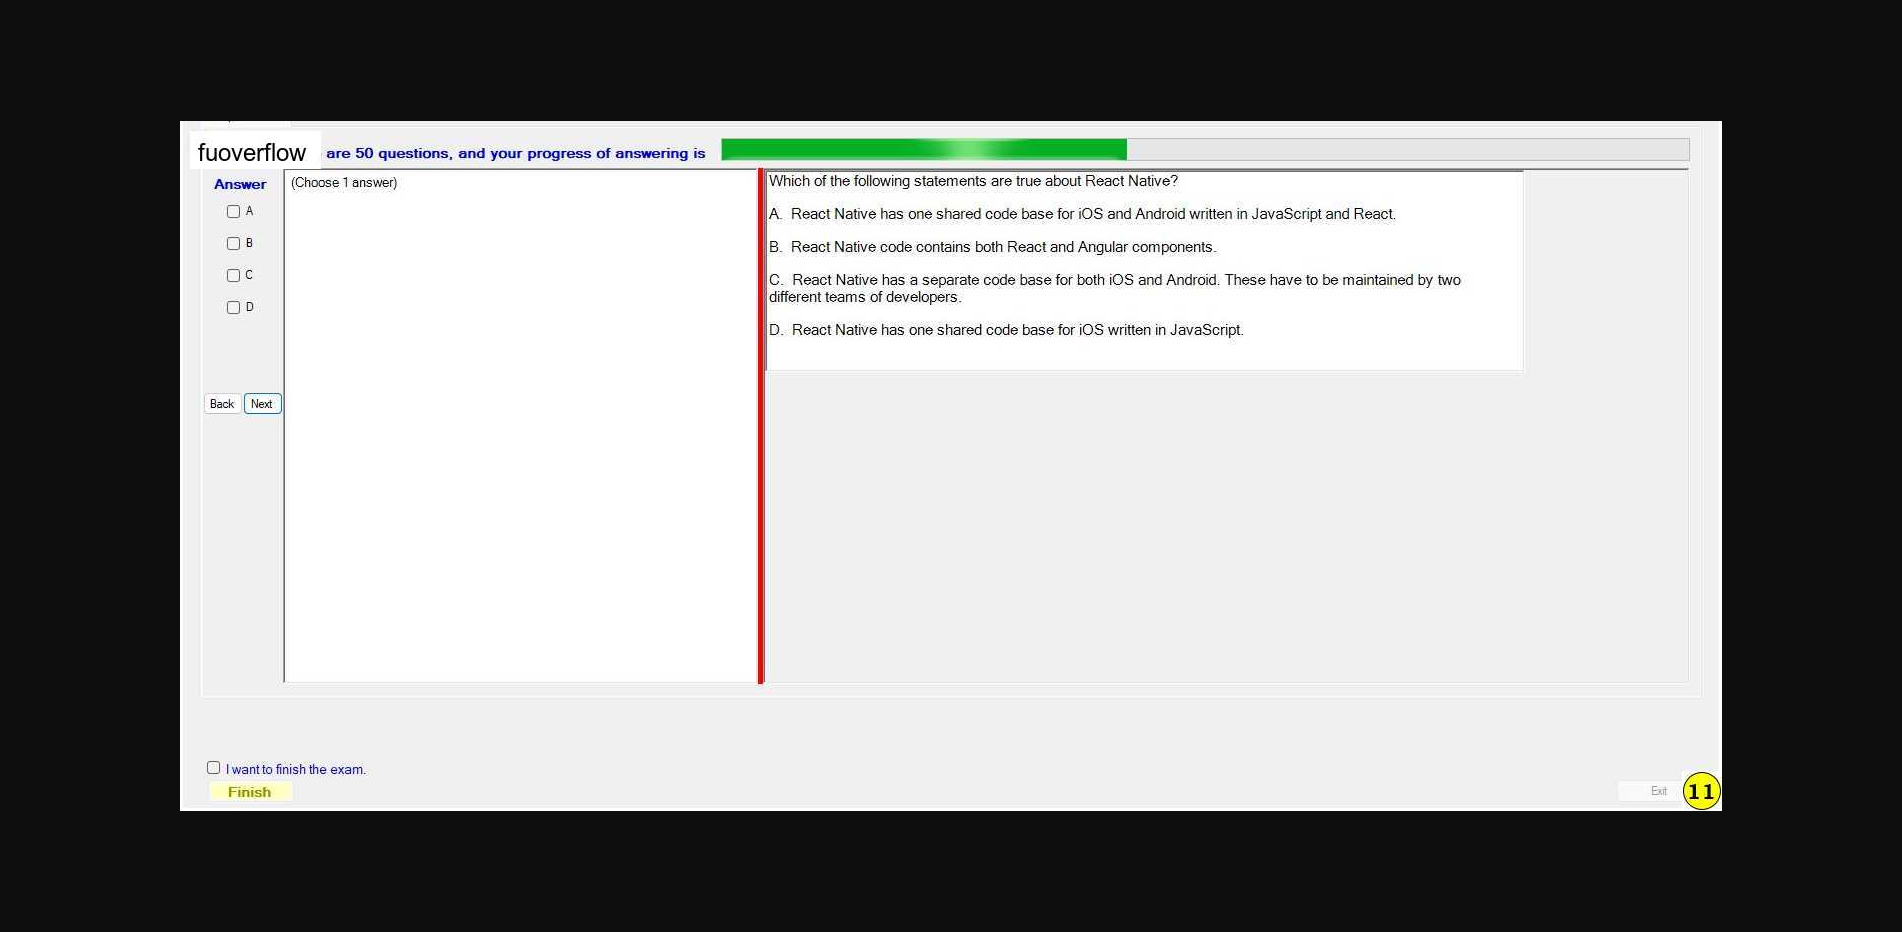 fuoverflow are 50 questions, and your progress of answering is
Answer
A
B
C
D
Back Next
(Choose 1 answer)
Which of the following statements are true about React Native?
A. React Native has one shared code base for iOS and Android written in JavaScript and React.
B. React Native code contains both React and Angular components.
C. React Native has a separate code base for both iOS and Android. These have to be maintained by two
different teams of developers.
D. React Native has one shared code base for iOS written in JavaScript.
I want to finish the exam.
Finish
Exit
11